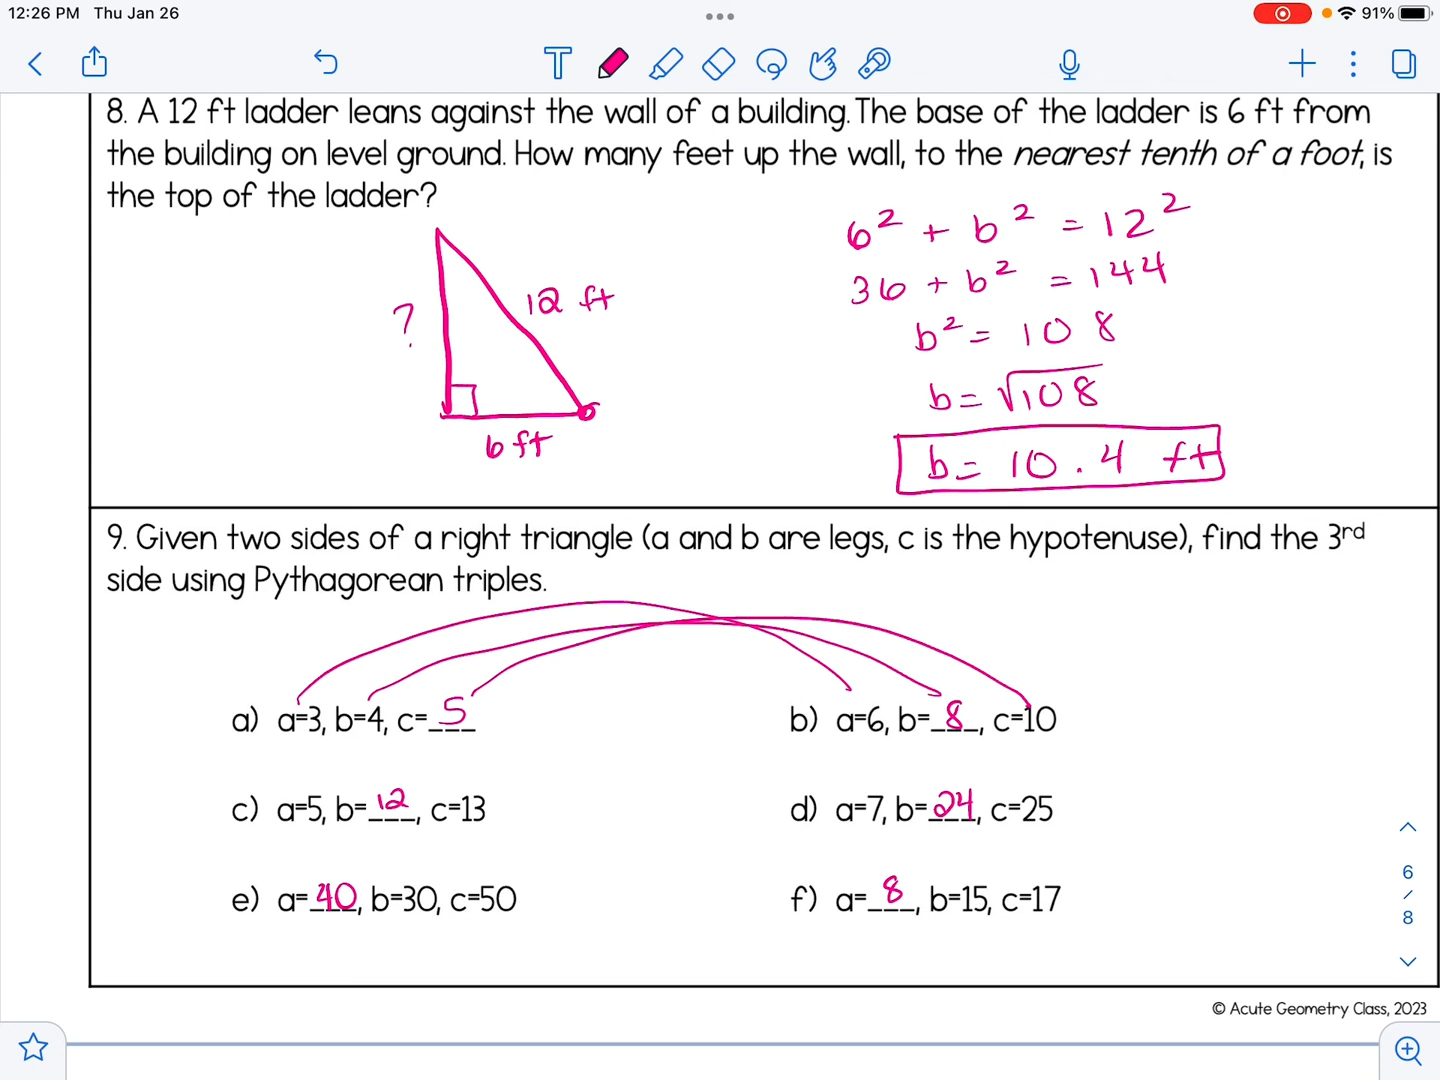 12:26 PM Thu Jan 26
91%
8. A 12 ft ladder leans against the wall of a building. The base of the ladder is 6 ft from
the building on level ground. How many feet up the wall, to the nearest tenth of a foot, is
the top of the ladder?
6² + b² = 12²
36 + b² = 144
b² = 108
b = √108
b = 10.4 ft
?
12 ft
6 ft
9. Given two sides of a right triangle (a and b are legs, c is the hypotenuse), find the 3rd
side using Pythagorean triples.
a) a=3, b=4, c=5
b) a=6, b=8, c=10
c) a=5, b=12, c=13
d) a=7, b=24, c=25
e) a=40, b=30, c=50
f) a=8, b=15, c=17
6
/
8
© Acute Geometry Class, 2023